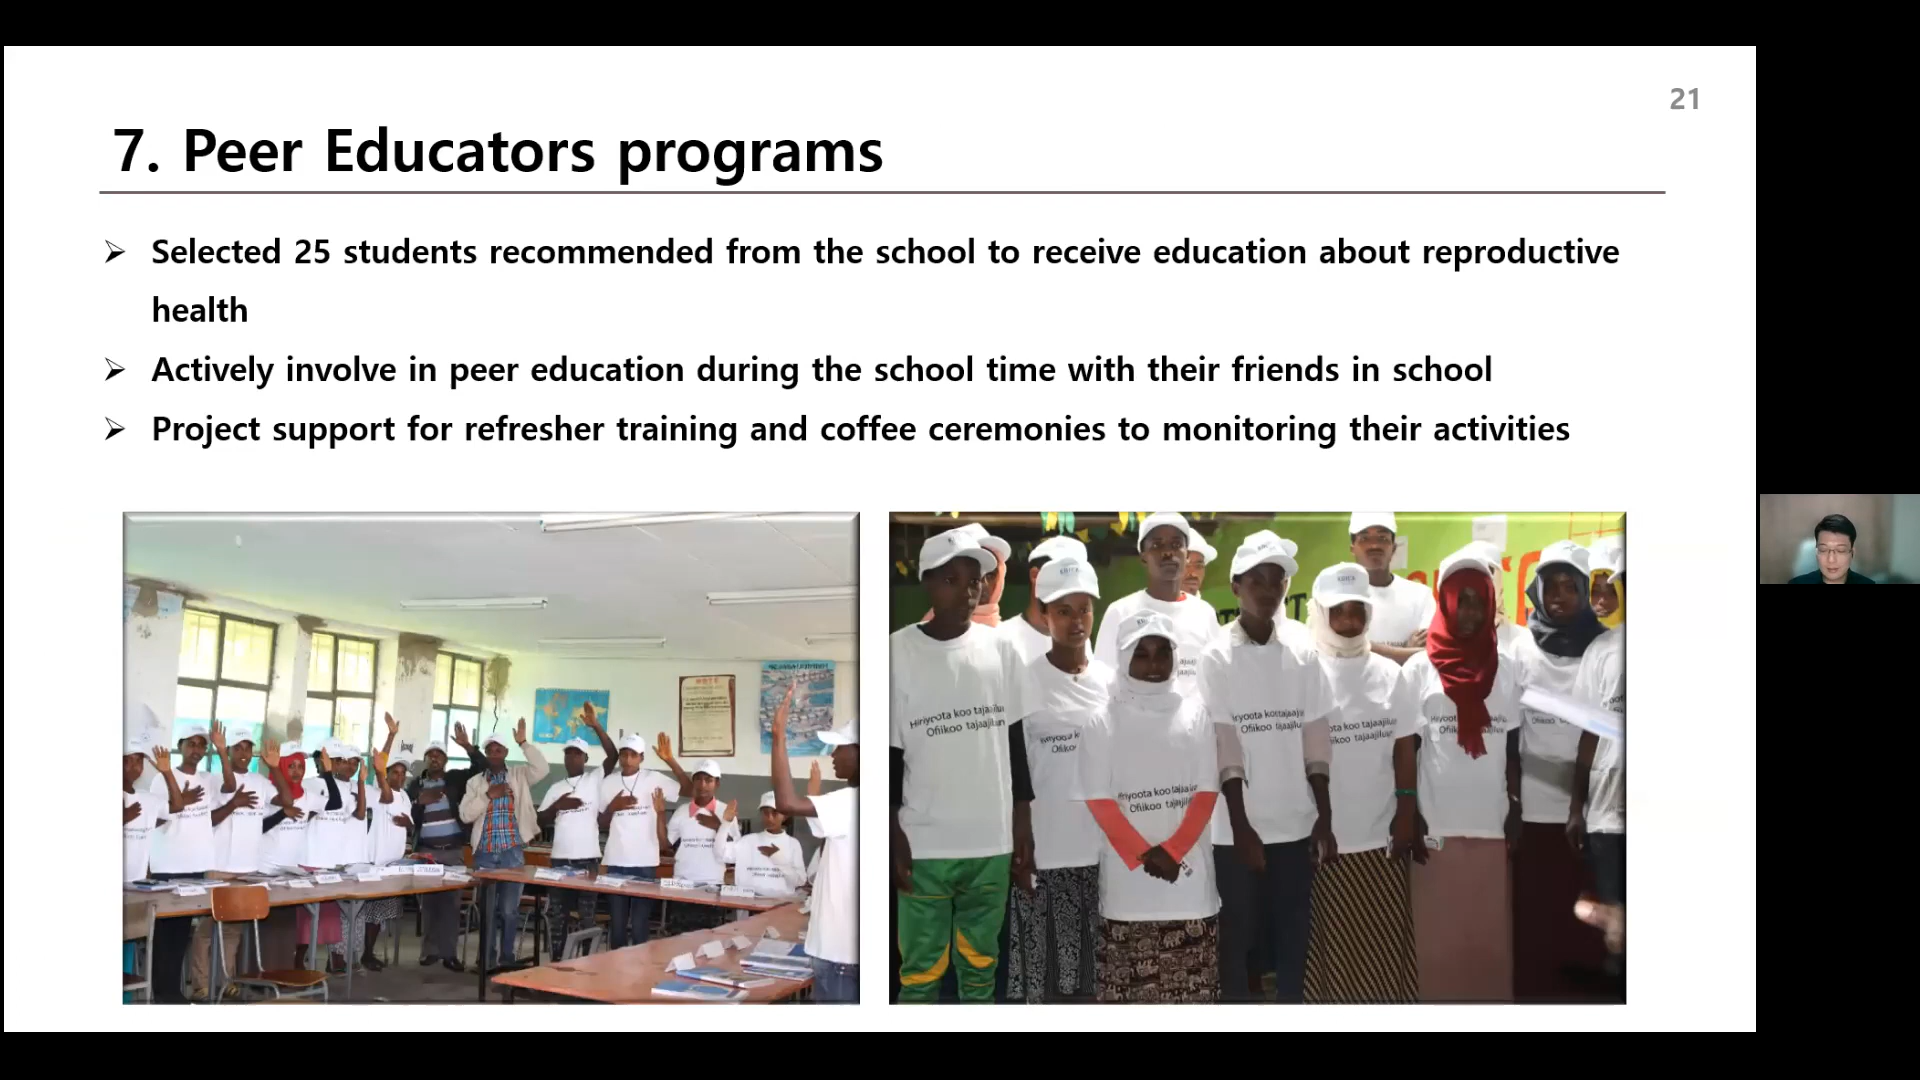 21
7. Peer Educators programs
Selected 25 students recommended from the school to receive education about reproductive
health
Actively involve in peer education during the school time with their friends in school
Project support for refresher training and coffee ceremonies to monitoring their activities
Hiriyoota koo tajaajiluu
Ofiikoo tajaajiluu